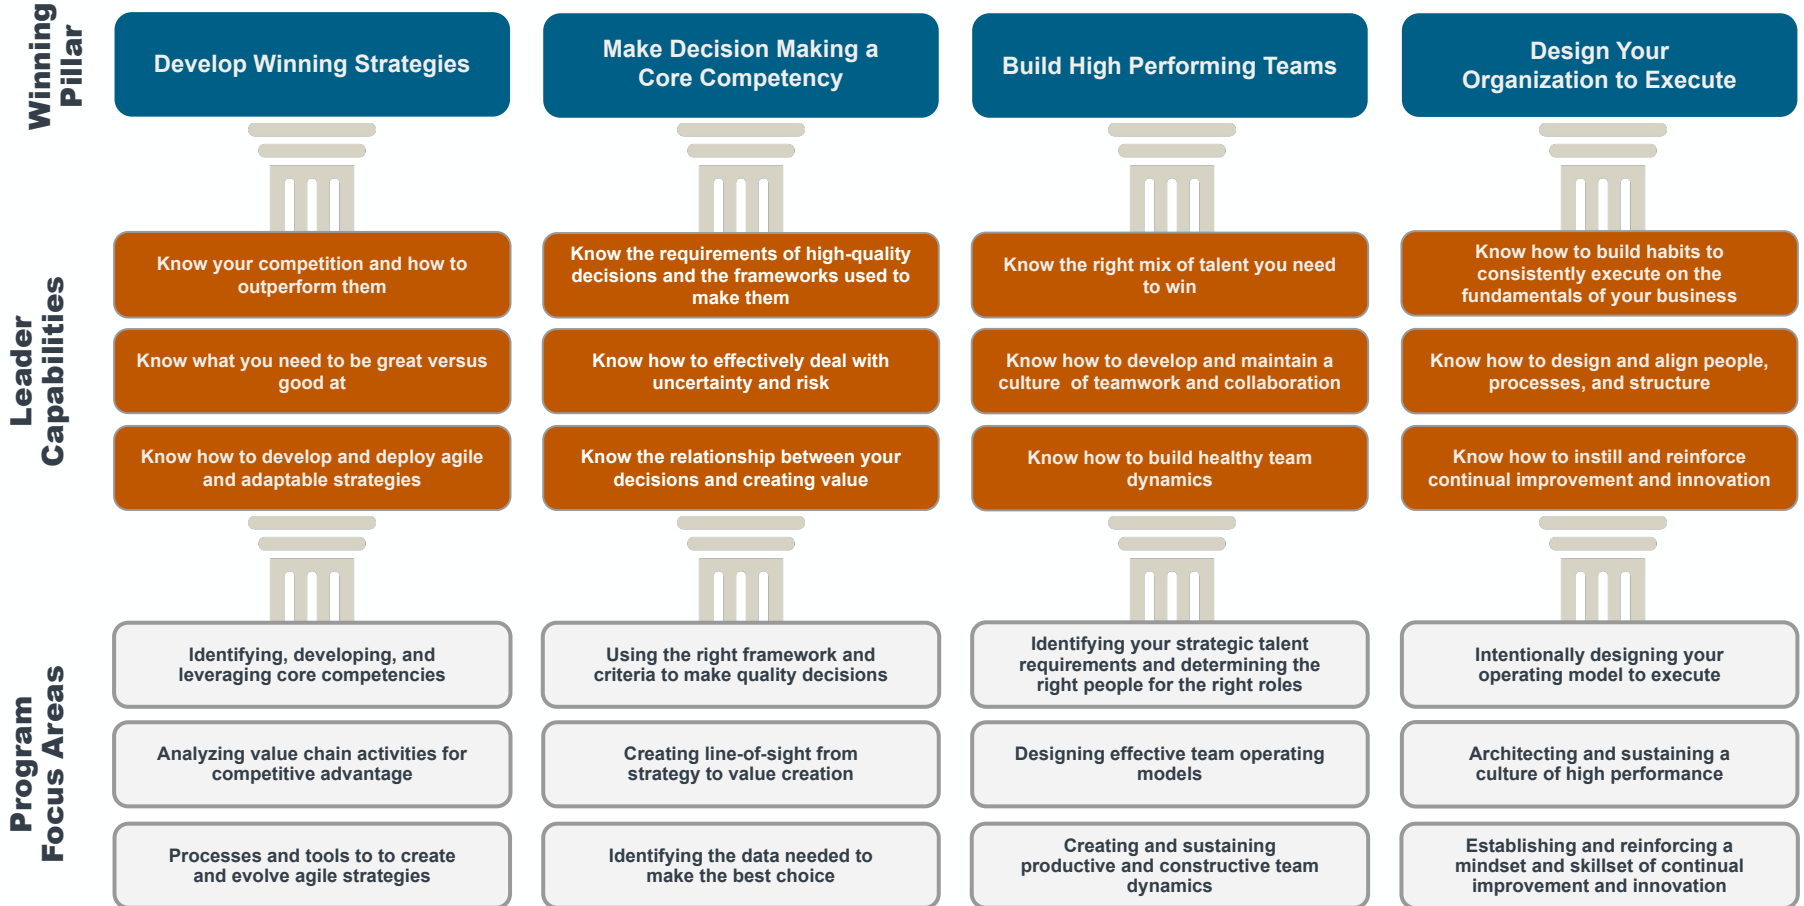 Winning
Pillar
Develop Winning Strategies
Make Decision Making a
Core Competency
Build High Performing Teams
Design Your
Organization to Execute
Leader
Capabilities
Know your competition and how to
outperform them
Know the requirements of high-quality
decisions and the frameworks used to
make them
Know the right mix of talent you need
to win
Know how to build habits to
consistently execute on the
fundamentals of your business
Know what you need to be great versus
good at
Know how to effectively deal with
uncertainty and risk
Know how to develop and maintain a
culture  of teamwork and collaboration
Know how to design and align people,
processes, and structure
Know how to develop and deploy agile
and adaptable strategies
Know the relationship between your
decisions and creating value
Know how to build healthy team
dynamics
Know how to instill and reinforce
continual improvement and innovation
Program
Focus Areas
Identifying, developing, and
leveraging core competencies
Using the right framework and
criteria to make quality decisions
Identifying your strategic talent
requirements and determining the
right people for the right roles
Intentionally designing your
operating model to execute
Analyzing value chain activities for
competitive advantage
Creating line-of-sight from
strategy to value creation
Designing effective team operating
models
Architecting and sustaining a
culture of high performance
Processes and tools to to create
and evolve agile strategies
Identifying the data needed to
make the best choice
Creating and sustaining
productive and constructive team
dynamics
Establishing and reinforcing a
mindset and skillset of continual
improvement and innovation